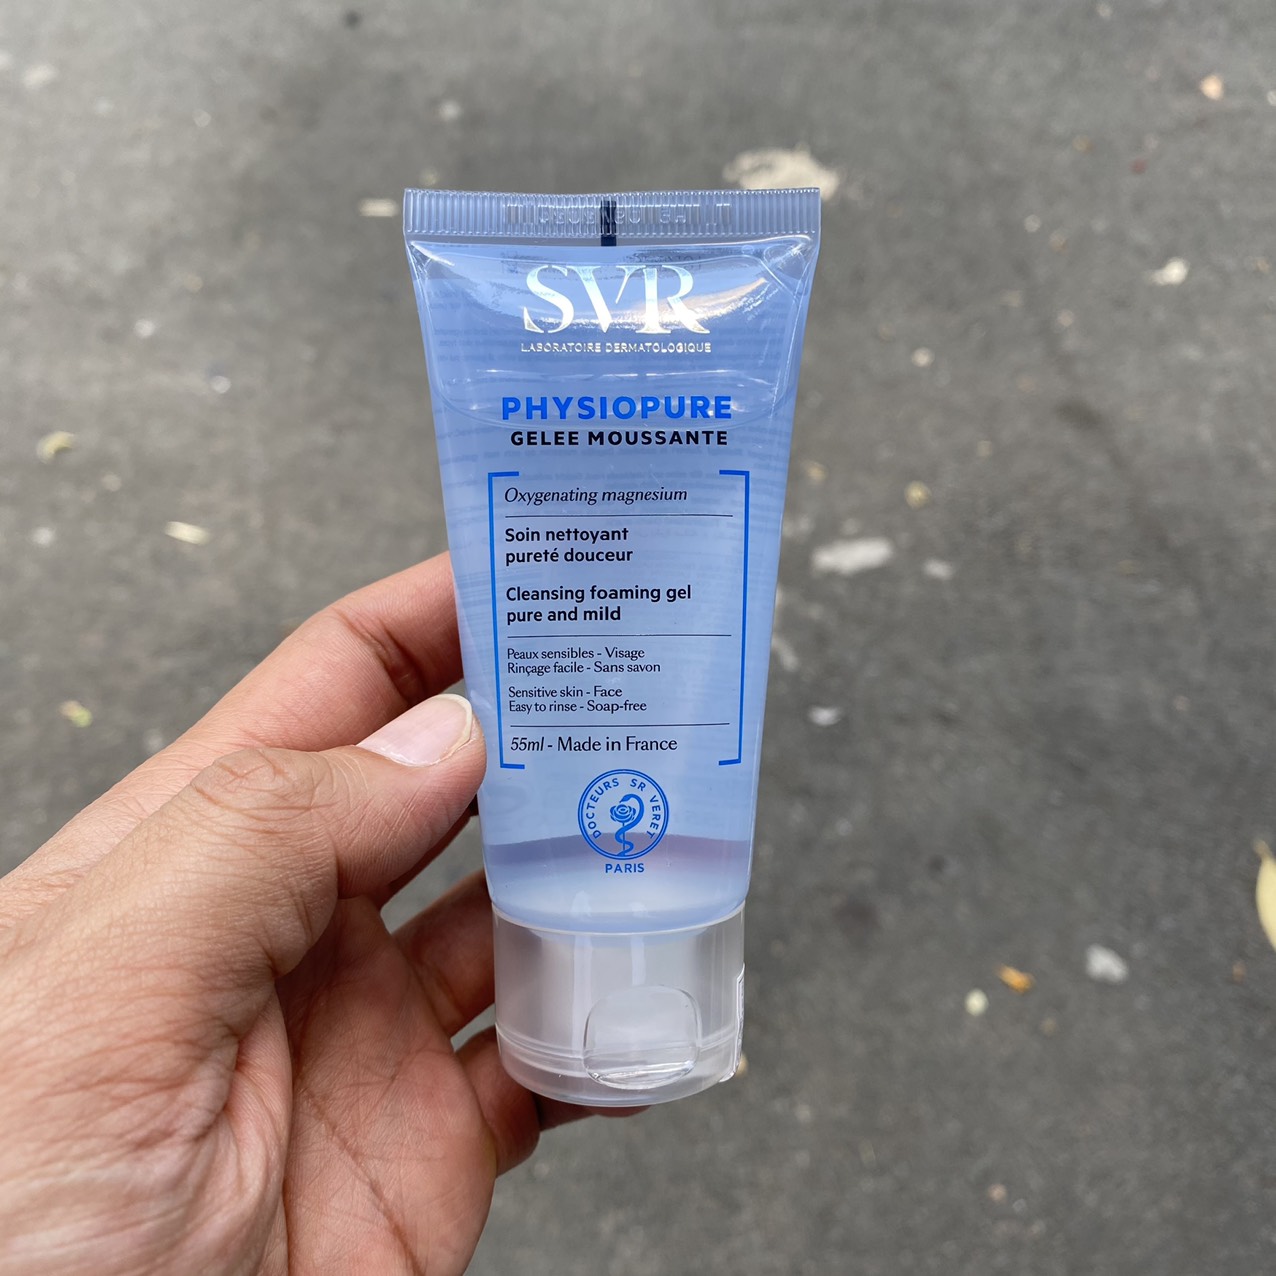 SVR
LABORATOIRE DERMATOLOGIQUE
PHYSIOPURE
GELEE MOUSSANTE
Oxygenating magnesium
Soin nettoyant
pureté douceur
Cleansing foaming gel
pure and mild
Peaux sensibles - Visage
Rinçage facile - Sans savon
Sensitive skin - Face
Easy to rinse - Soap-free
55ml - Made in France
DOCTEURS SR VERET
PARIS